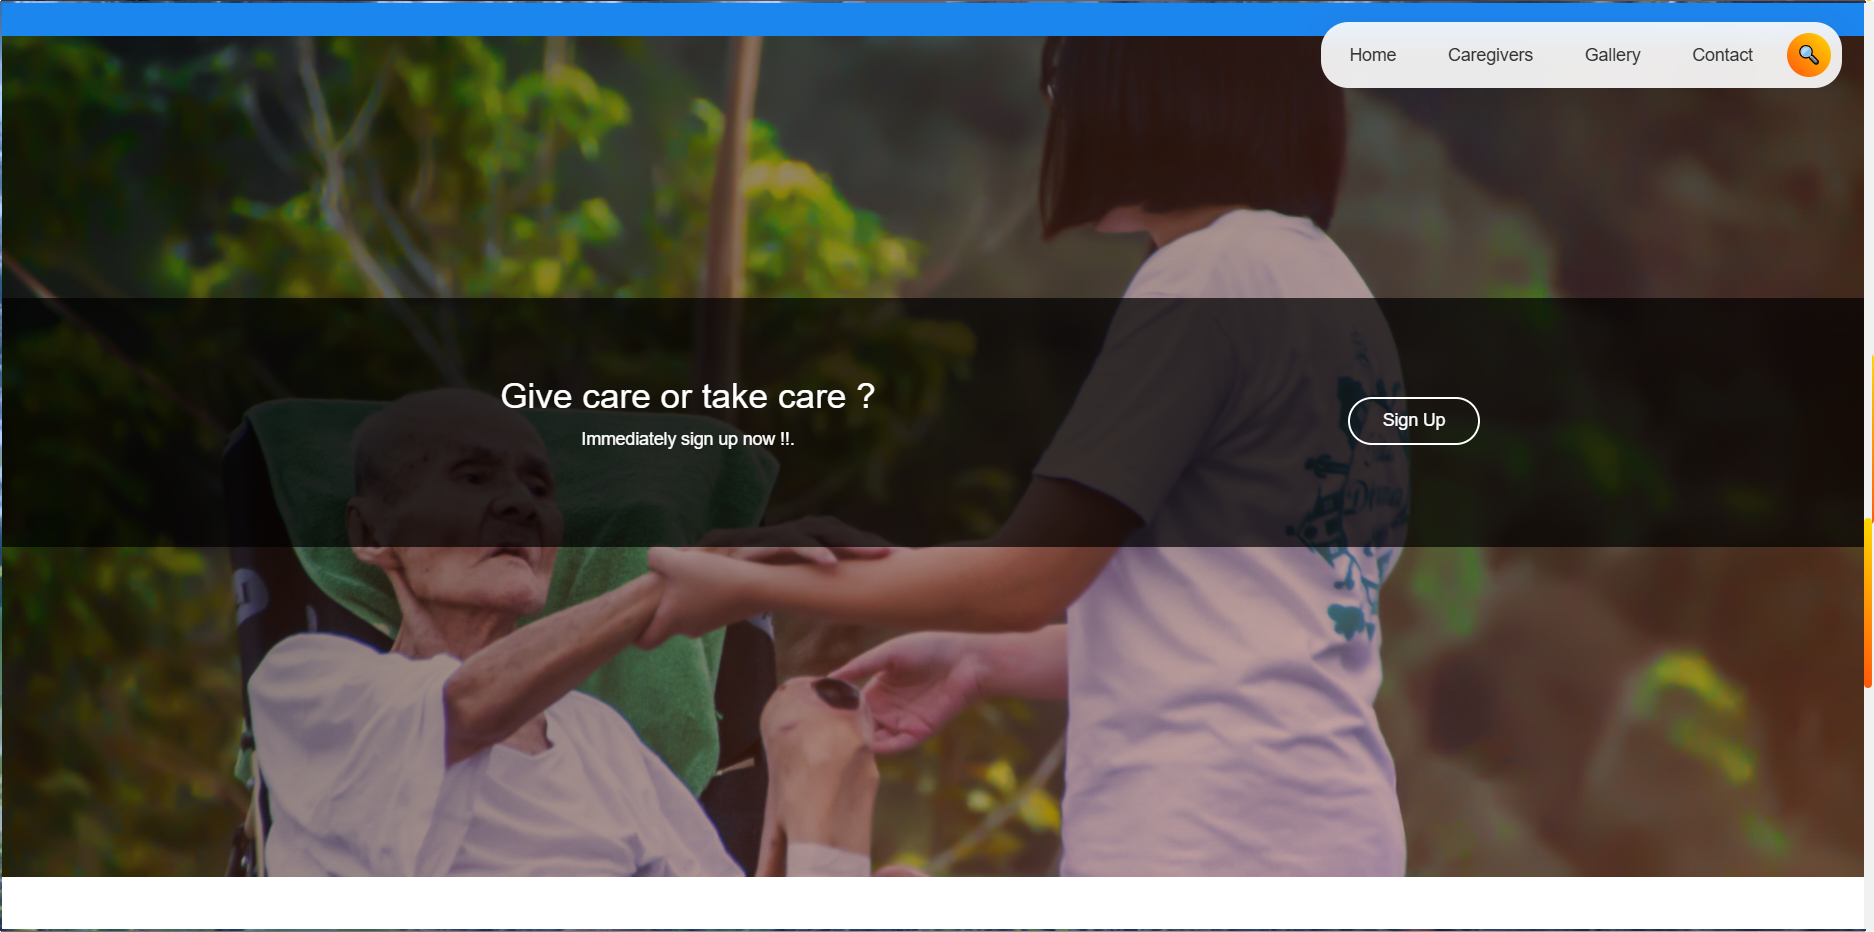 Home Caregivers Gallery Contact
Give care or take care ?
Immediately sign up now !!.
Sign Up